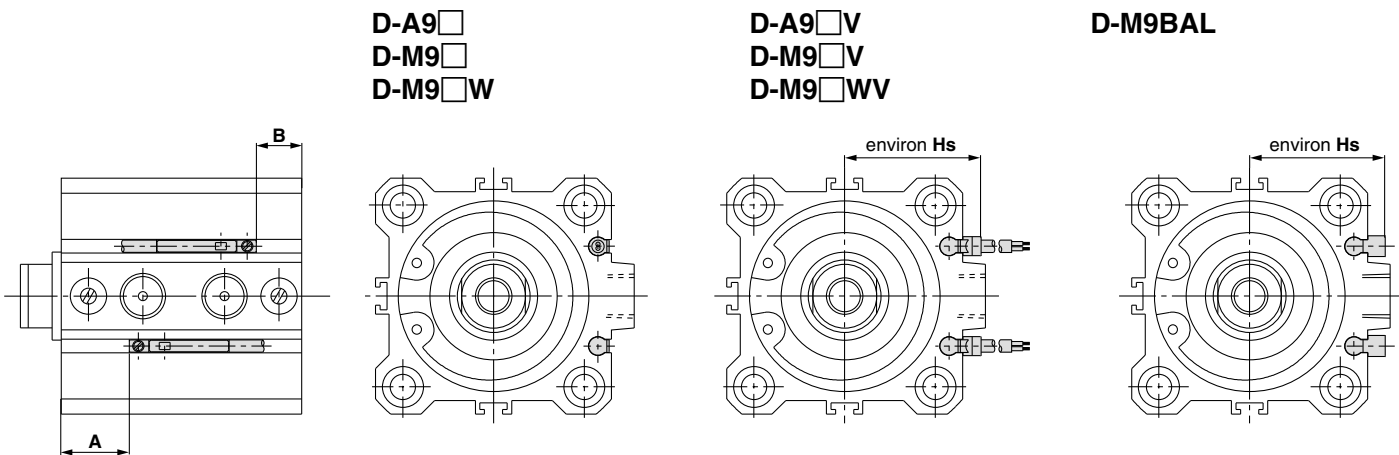 D-A9□
D-M9□
D-M9□W
D-A9□V
D-M9□V
D-M9□WV
D-M9BAL
B
A
environ Hs
environ Hs